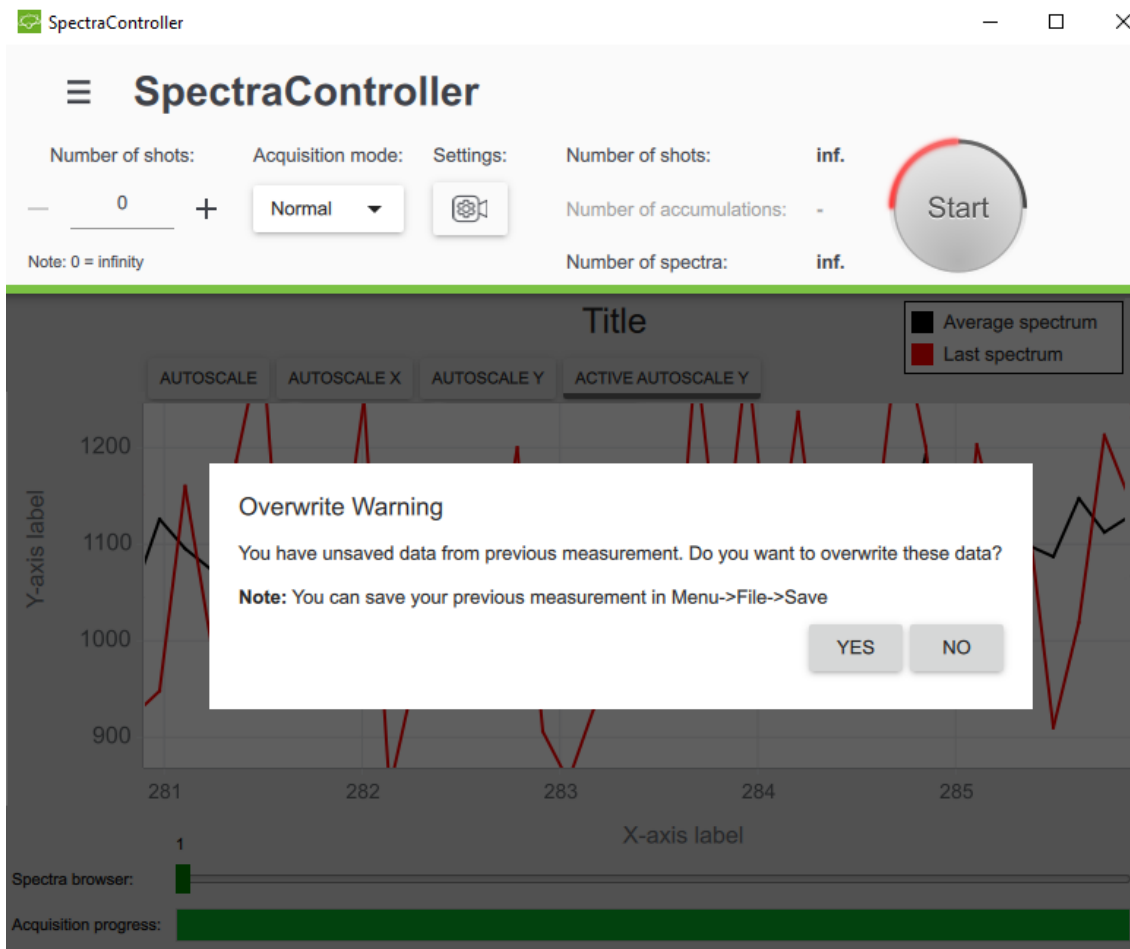 SpectraController
SpectraController
Number of shots:
Acquisition mode:
Settings:
Number of shots:
inf.
0
Normal
Number of accumulations:
-
Start
Note: 0 = infinity
Number of spectra:
inf.
Title
Average spectrum
Last spectrum
AUTOSCALE
AUTOSCALE X
AUTOSCALE Y
ACTIVE AUTOSCALE Y
1200
1100
1000
900
Y-axis label
Overwrite Warning
You have unsaved data from previous measurement. Do you want to overwrite these data?
Note: You can save your previous measurement in Menu->File->Save
YES
NO
281
282
283
284
285
X-axis label
1
Spectra browser:
Acquisition progress: